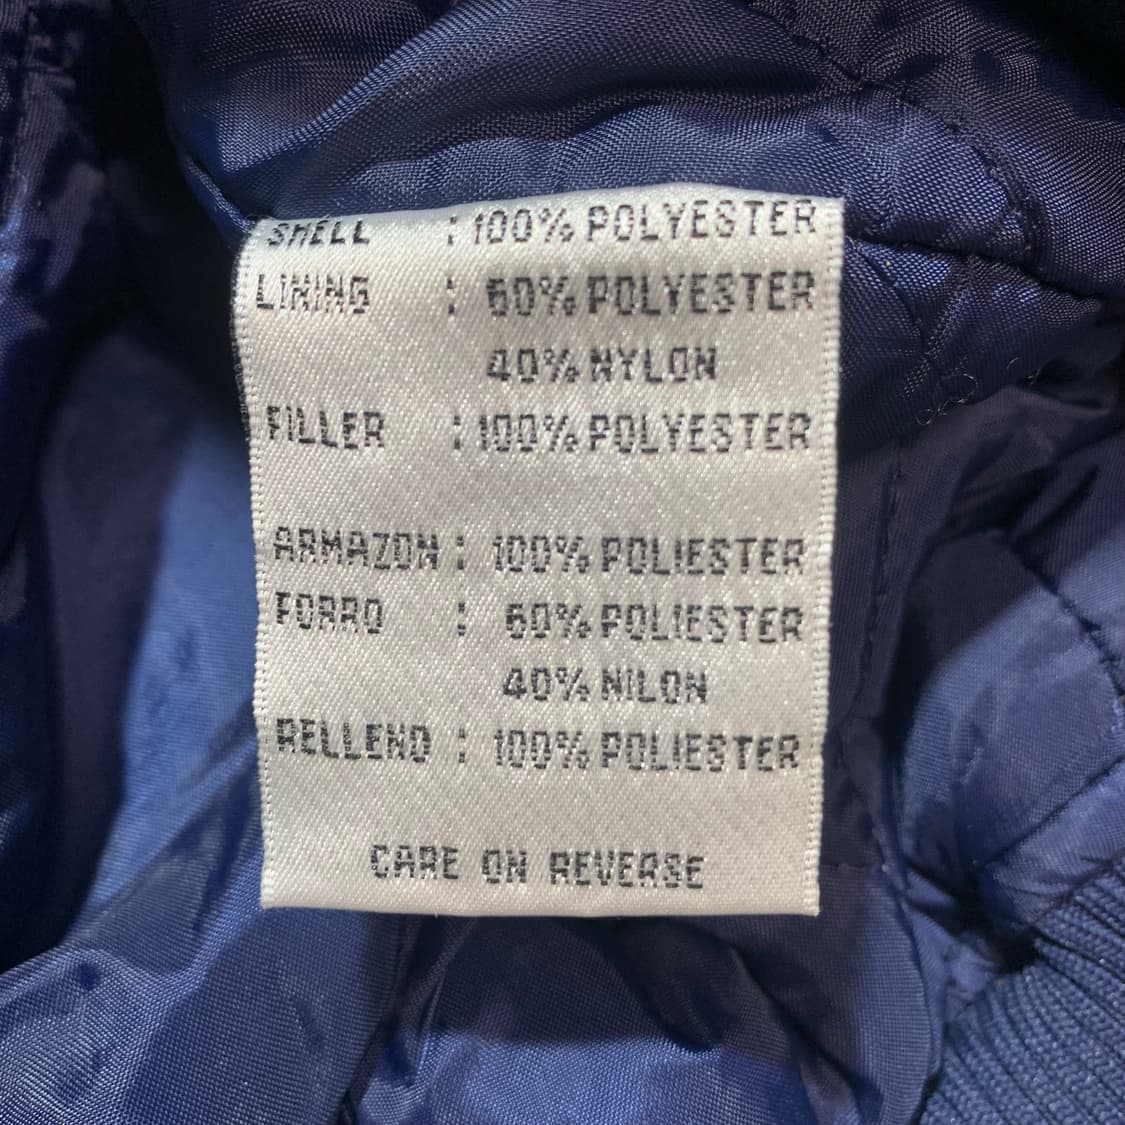 SHELL : 100% POLYESTER
LINING : 60% POLYESTER
40% NYLON
FILLER : 100% POLYESTER
ARMAZON : 100% POLIESTER
FORRO : 60% POLIESTER
40% NILON
RELLENO : 100% POLIESTER
CARE ON REVERSE